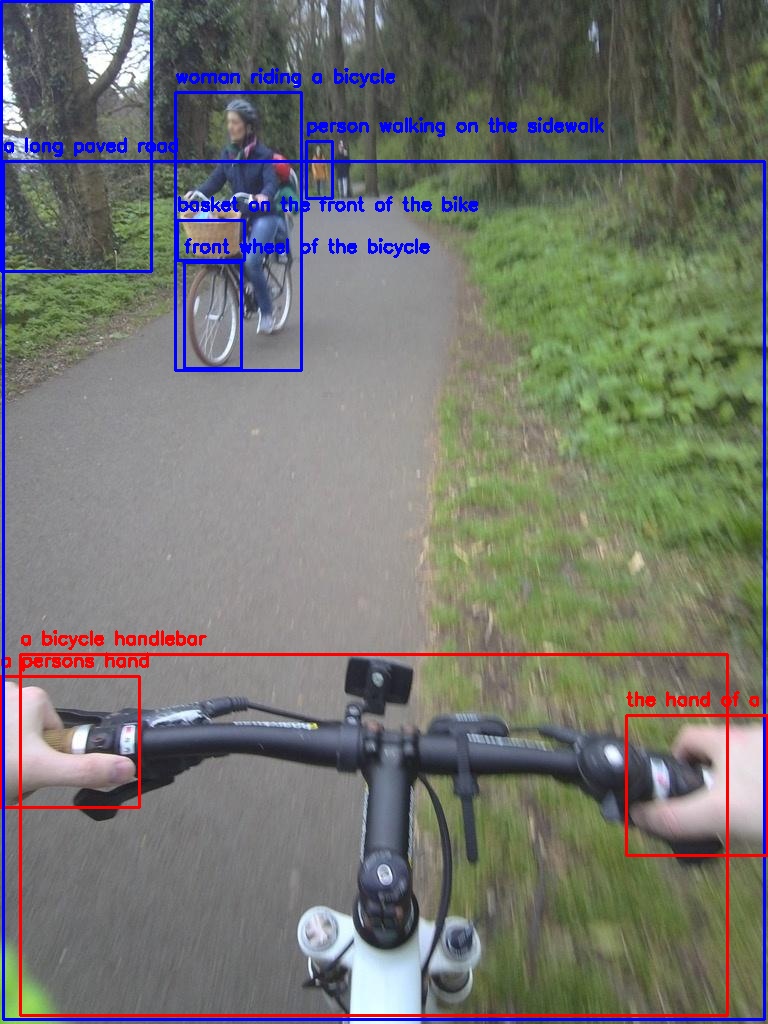 woman riding a bicycle
person walking on the sidewalk
a long paved road
basket on the front of the bike
front wheel of the bicycle
a bicycle handlebar
a persons hand
the hand of a